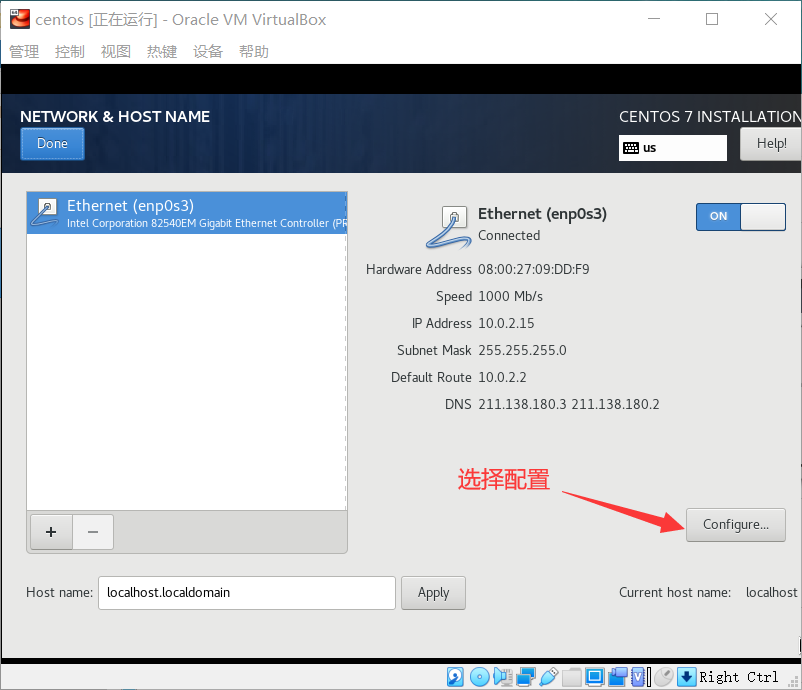 centos [正在运行] - Oracle VM VirtualBox
管理 控制 视图 热键 设备 帮助
NETWORK & HOST NAME
CENTOS 7 INSTALLATION
Done
us
Help!
Ethernet (enp0s3)
Intel Corporation 82540EM Gigabit Ethernet Controller (PR
Ethernet (enp0s3)
Connected
ON
Hardware Address 08:00:27:09:DD:F9
Speed 1000 Mb/s
IP Address 10.0.2.15
Subnet Mask 255.255.255.0
Default Route 10.0.2.2
DNS 211.138.180.3 211.138.180.2
选择配置
Configure...
+ −
Host name: localhost.localdomain Apply Current host name: localhost
Right Ctrl